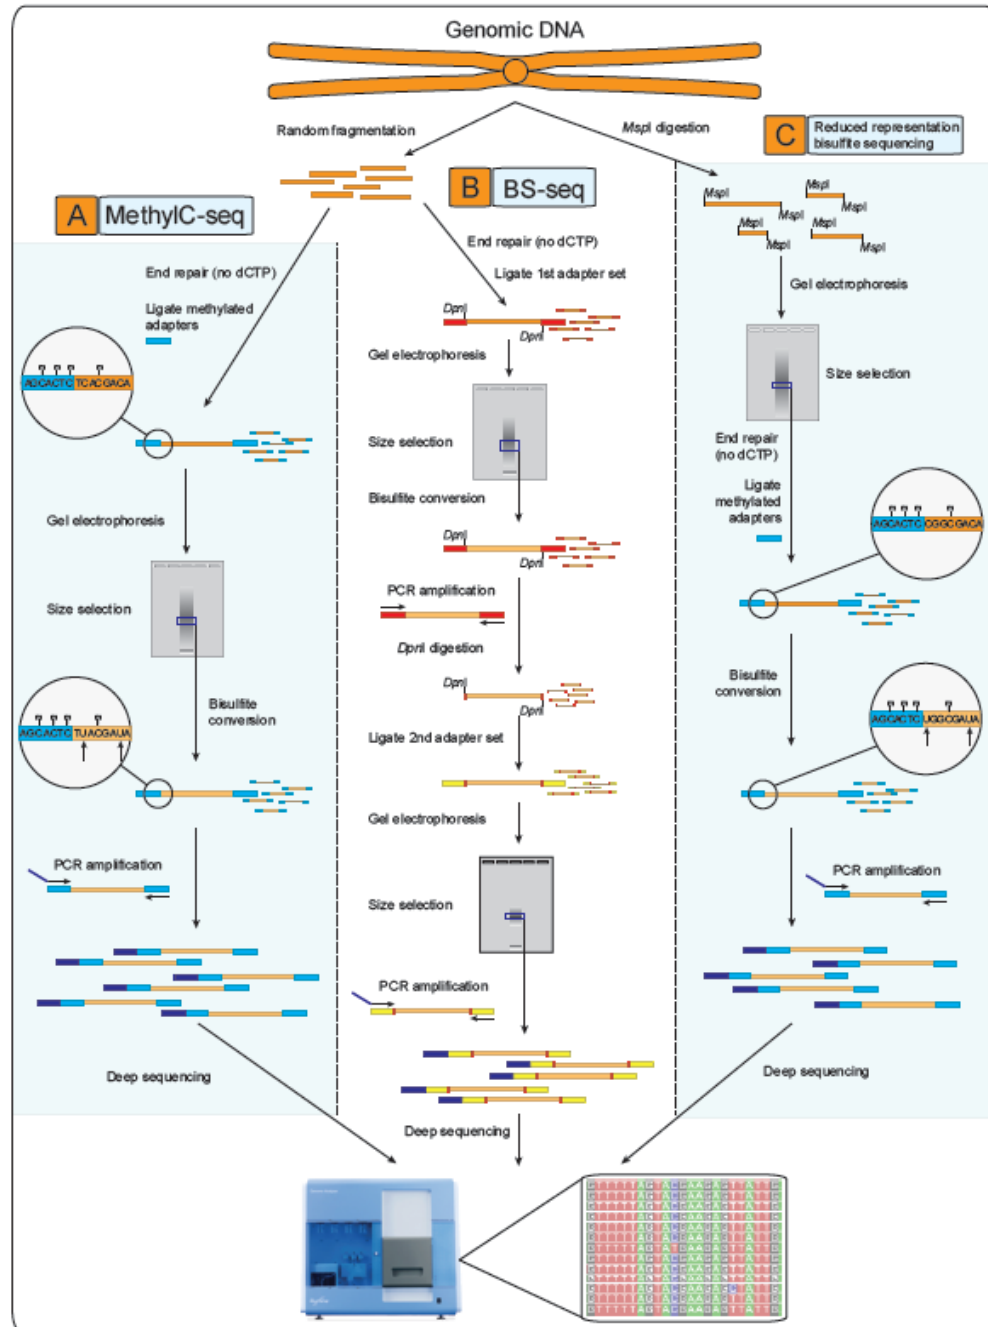 Genomic DNA
Random fragmentation
MspI digestion
C
Reduced representation
bisulfite sequencing
A
MethylC-seq
B
BS-seq
MspI
MspI
MspI
MspI
MspI
MspI
MspI
End repair (no dCTP)
Ligate 1st adapter set
End repair (no dCTP)
Ligate methylated
adapters
AGCACTC TCACGACA
DpnI
DpnI
Gel electrophoresis
Gel electrophoresis
Size selection
Size selection
Bisulfite conversion
End repair
(no dCTP)
Ligate
methylated
adapters
AGCACTC CGGCGACA
Gel electrophoresis
Size selection
DpnI
DpnI
PCR amplification
DpnI digestion
Bisulfite
conversion
AGCACTC TUACGAUA
DpnI
DpnI
Bisulfite
conversion
AGCACTC UGGCGAUA
Ligate 2nd adapter set
Gel electrophoresis
PCR amplification
Size selection
PCR amplification
PCR amplification
Deep sequencing
Deep sequencing
Deep sequencing
GTTTTTAGTACGAAGAGTTATTG
GTTTTTAGTATGAAGAGTTATTG